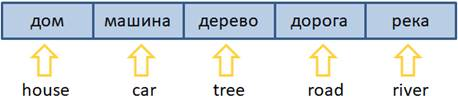 дом машина дерево дорога река
house car tree road river